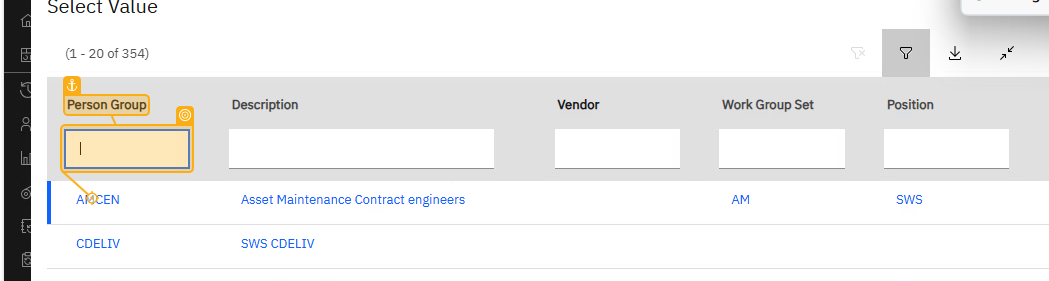 Select Value
(1 - 20 of 354)
Person Group Description Vendor Work Group Set Position
AMCEN Asset Maintenance Contract engineers AM SWS
CDELIV SWS CDELIV